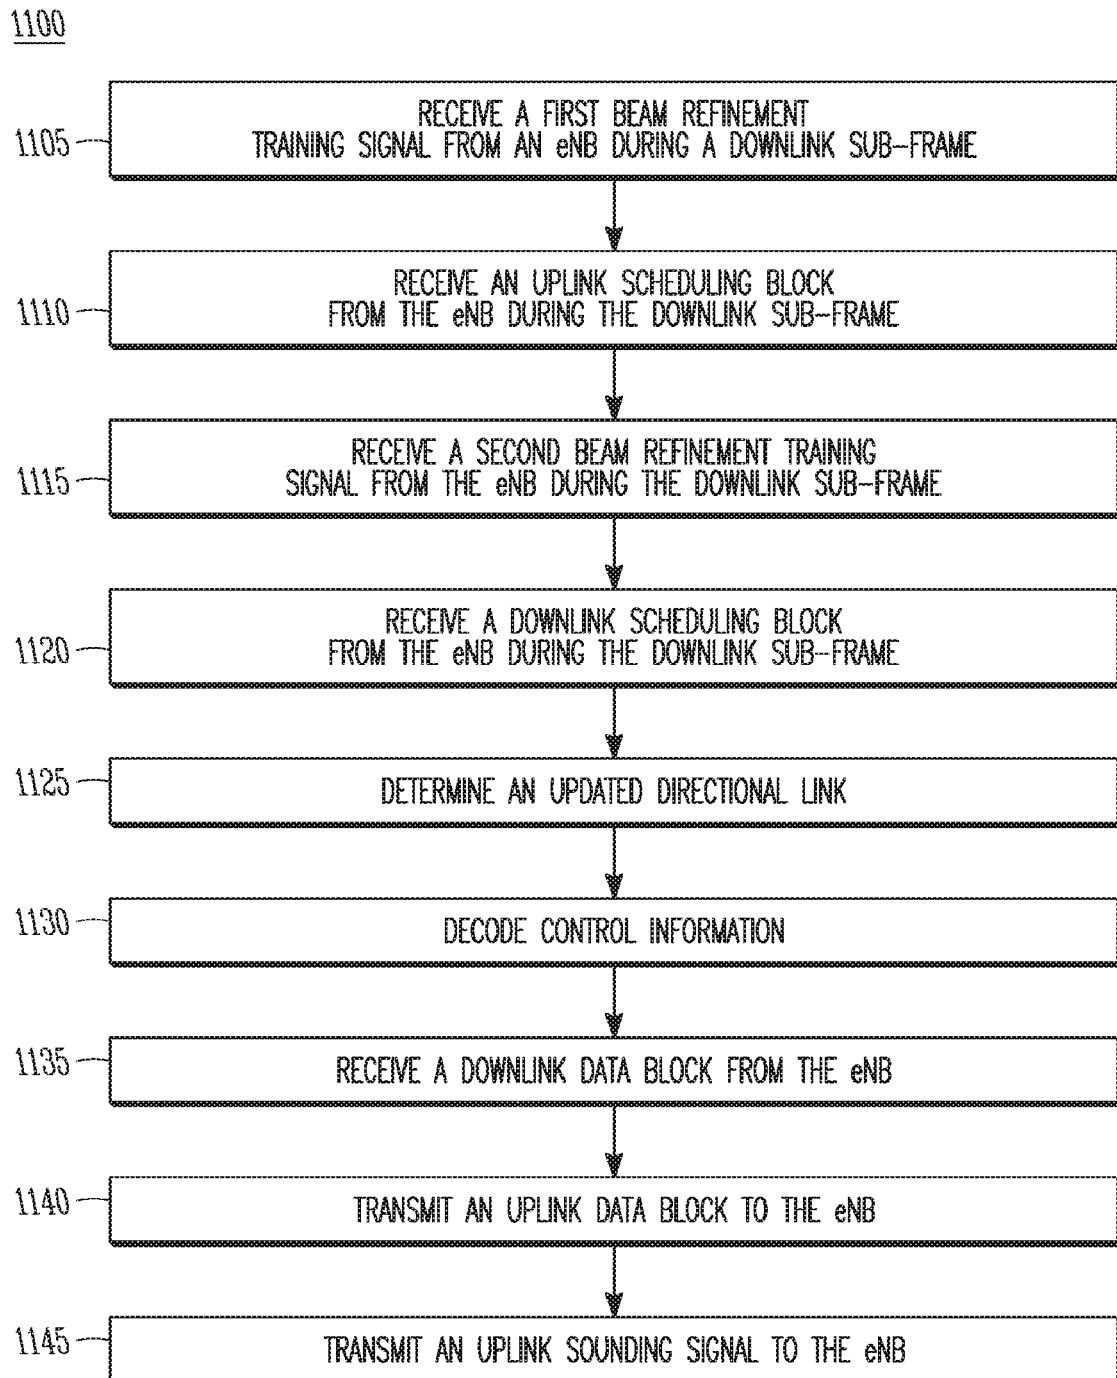 1100
1105
RECEIVE A FIRST BEAM REFINEMENT
TRAINING SIGNAL FROM AN eNB DURING A DOWNLINK SUB-FRAME
1110
RECEIVE AN UPLINK SCHEDULING BLOCK
FROM THE eNB DURING THE DOWNLINK SUB-FRAME
1115
RECEIVE A SECOND BEAM REFINEMENT TRAINING
SIGNAL FROM THE eNB DURING THE DOWNLINK SUB-FRAME
1120
RECEIVE A DOWNLINK SCHEDULING BLOCK
FROM THE eNB DURING THE DOWNLINK SUB-FRAME
1125
DETERMINE AN UPDATED DIRECTIONAL LINK
1130
DECODE CONTROL INFORMATION
1135
RECEIVE A DOWNLINK DATA BLOCK FROM THE eNB
1140
TRANSMIT AN UPLINK DATA BLOCK TO THE eNB
1145
TRANSMIT AN UPLINK SOUNDING SIGNAL TO THE eNB